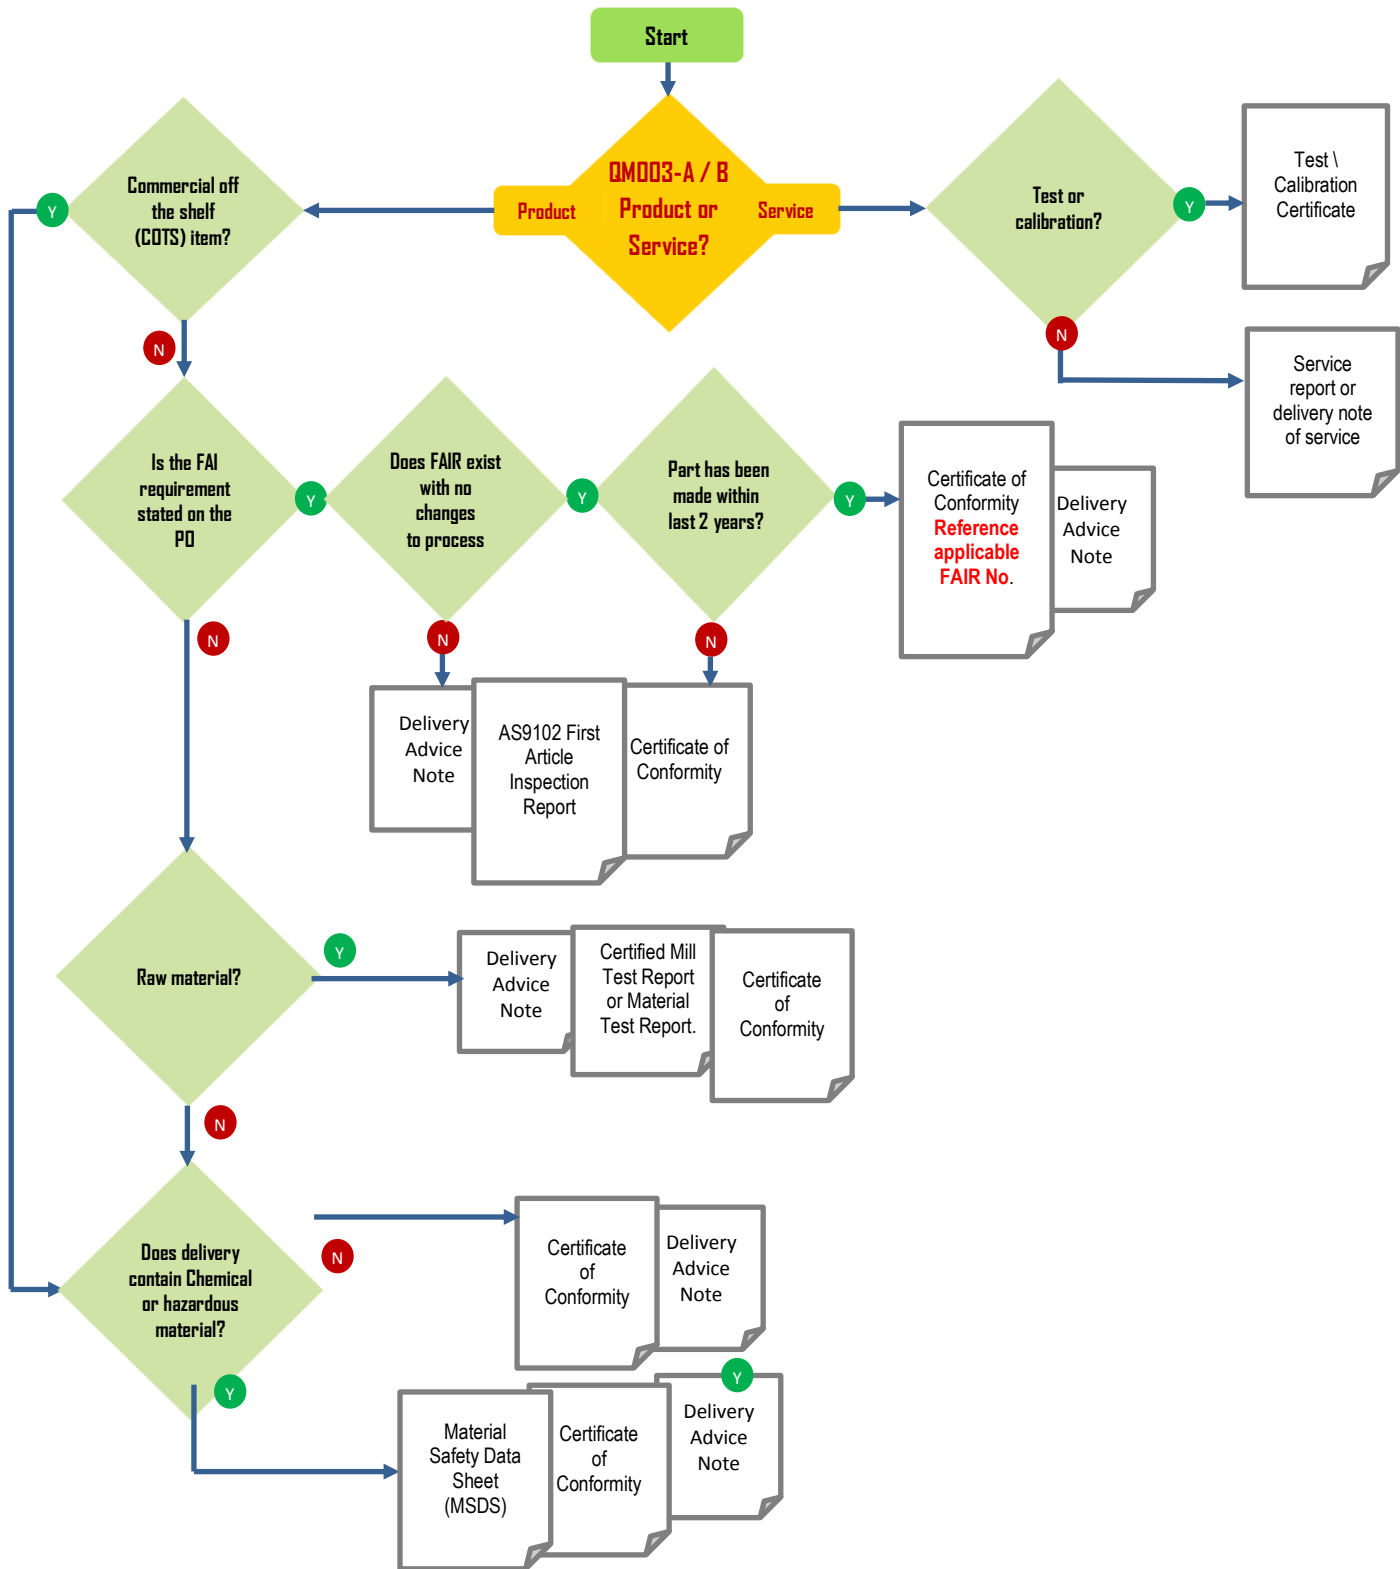 Start
QM003-A / B
Product or
Service?
Product
Service
Commercial off
the shelf
(COTS) item?
Y
N
Test or
calibration?
Y
N
Test \
Calibration
Certificate
Service
report or
delivery note
of service
Is the FAI
requirement
stated on the
PO
Y
N
Does FAIR exist
with no
changes
to process
Y
N
Part has been
made within
last 2 years?
Y
N
Certificate of
Conformity
Reference
applicable
FAIR No.
Delivery
Advice
Note
Delivery
Advice
Note
AS9102 First
Article
Inspection
Report
Certificate of
Conformity
Raw material?
Y
N
Delivery
Advice
Note
Certified Mill
Test Report
or Material
Test Report.
Certificate
of
Conformity
Does delivery
contain Chemical
or hazardous
material?
N
Y
Certificate
of
Conformity
Delivery
Advice
Note
Material
Safety Data
Sheet
(MSDS)
Certificate
of
Conformity
Y
Delivery
Advice
Note